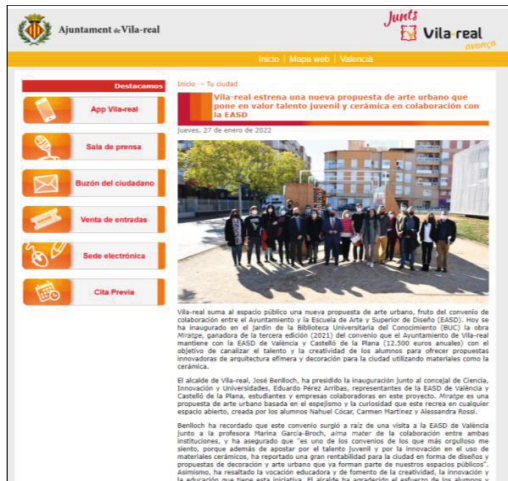 Ajuntament de Vila-real
Junts
Vila-real
avança
Inicio | Mapa web | Valencià
Destacamos
App Vila-real
Sala de prensa
Buzón del ciudadano
Venta de entradas
Sede electrónica
Cita Previa
Inicio → Tu ciudad
Vila-real estrena una nueva propuesta de arte urbano que
pone en valor talento juvenil y cerámica en colaboración con
la EASD
jueves, 27 de enero de 2022
Vila-real suma al espacio público una nueva propuesta de arte urbano, fruto del convenio de
colaboración entre el Ayuntamiento y la Escuela de Arte y Superior de Diseño (EASD). Hoy se
ha inaugurado en el Jardín de la Biblioteca Universitaria del Conocimiento (BUC) la obra
Miratge, ganadora de la tercera edición (2021) del convenio que el Ayuntamiento de Vila-real
mantiene con la EASD de València y Castelló de la Plana (12.500 euros anuales) con el
objetivo de canalizar el talento y la creatividad de los alumnos para ofrecer propuestas
innovadoras de arquitectura efímera y decoración para la ciudad utilizando materiales como la
cerámica.
El alcalde de Vila-real, José Benlloch, ha presidido la inauguración junto al concejal de Ciencia,
Innovación y Universidades, Eduardo Pérez Arribas, representantes de la EASD de València y
Castelló de la Plana, estudiantes y empresas colaboradoras en este proyecto. Miratge es una
propuesta de arte urbano basada en el espejismo y la curiosidad que este recrea en cualquier
espacio abierto, creada por los alumnos Nahuel Cócar, Carmen Martínez y Alessandra Rossi.
Benlloch ha recordado que este convenio surgió a raíz de una visita a la EASD de València
junto a la profesora Marina García-Broch, alma mater de la colaboración entre ambas
instituciones, y ha asegurado que "es uno de los convenios de los que más orgulloso me
siento, porque además de apostar por el talento juvenil y por la innovación en el uso de
materiales cerámicos, ha reportado una gran rentabilidad para la ciudad en forma de diseños y
propuestas de decoración y arte urbano que ya forman parte de nuestros espacios públicos".
Asimismo, ha resaltado la vocación educadora y de fomento de la creatividad, la innovación y
la educación que tiene esta iniciativa. El alcalde ha agradecido el esfuerzo de los alumnos y